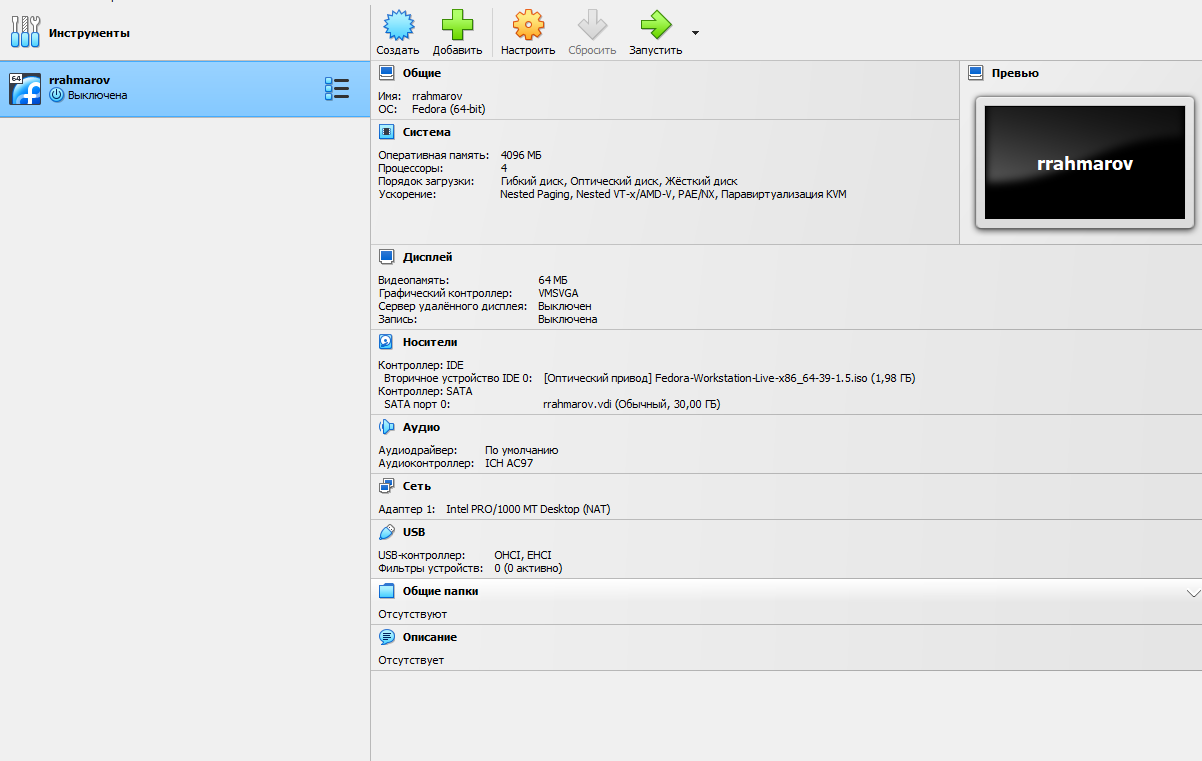 Инструменты
64
rrahmarov
Выключена
Создать Добавить Настроить Сбросить Запустить
Общие
Имя: rrahmarov
ОС: Fedora (64-bit)
Превью
rrahmarov
Система
Оперативная память: 4096 МБ
Процессоры: 4
Порядок загрузки: Гибкий диск, Оптический диск, Жёсткий диск
Ускорение: Nested Paging, Nested VT-x/AMD-V, PAE/NX, Паравиртуализация KVM
Дисплей
Видеопамять: 64 МБ
Графический контроллер: VMSVGA
Сервер удалённого дисплея: Выключен
Запись: Выключена
Носители
Контроллер: IDE
Вторичное устройство IDE 0: [Оптический привод] Fedora-Workstation-Live-x86_64-39-1.5.iso (1,98 ГБ)
Контроллер: SATA
SATA порт 0: rrahmarov.vdi (Обычный, 30,00 ГБ)
Аудио
Аудиодрайвер: По умолчанию
Аудиоконтроллер: ICH AC97
Сеть
Адаптер 1: Intel PRO/1000 MT Desktop (NAT)
USB
USB-контроллер: OHCI, EHCI
Фильтры устройств: 0 (0 активно)
Общие папки
Отсутствуют
Описание
Отсутствует